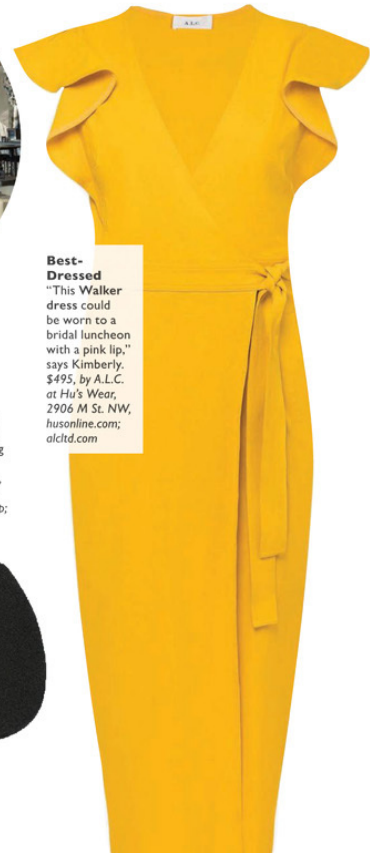 A.L.C.
Best-
Dressed
"This Walker
dress could
be worn to a
bridal luncheon
with a pink lip,"
says Kimberly.
$495, by A.L.C.
at Hu's Wear,
2906 M St. NW,
husonline.com;
alcltd.com
g
;